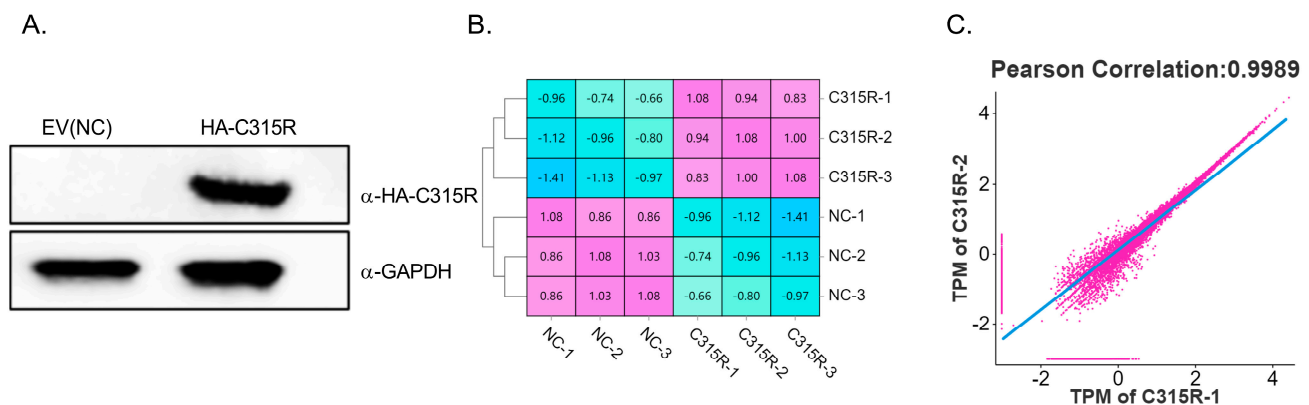 A.
EV(NC) HA-C315R
α-HA-C315R
α-GAPDH
B.
-0.96 -0.74 -0.66 1.08 0.94 0.83 C315R-1
-1.12 -0.96 -0.80 0.94 1.08 1.00 C315R-2
-1.41 -1.13 -0.97 0.83 1.00 1.08 C315R-3
1.08 0.86 0.86 -0.96 -1.12 -1.41 NC-1
0.86 1.08 1.03 -0.74 -0.96 -1.13 NC-2
0.86 1.03 1.08 -0.66 -0.80 -0.97 NC-3
NC-1 NC-2 NC-3 C315R-1 C315R-2 C315R-3
C.
Pearson Correlation:0.9989
TPM of C315R-2
4
2
0
-2
-2 0 2 4
TPM of C315R-1